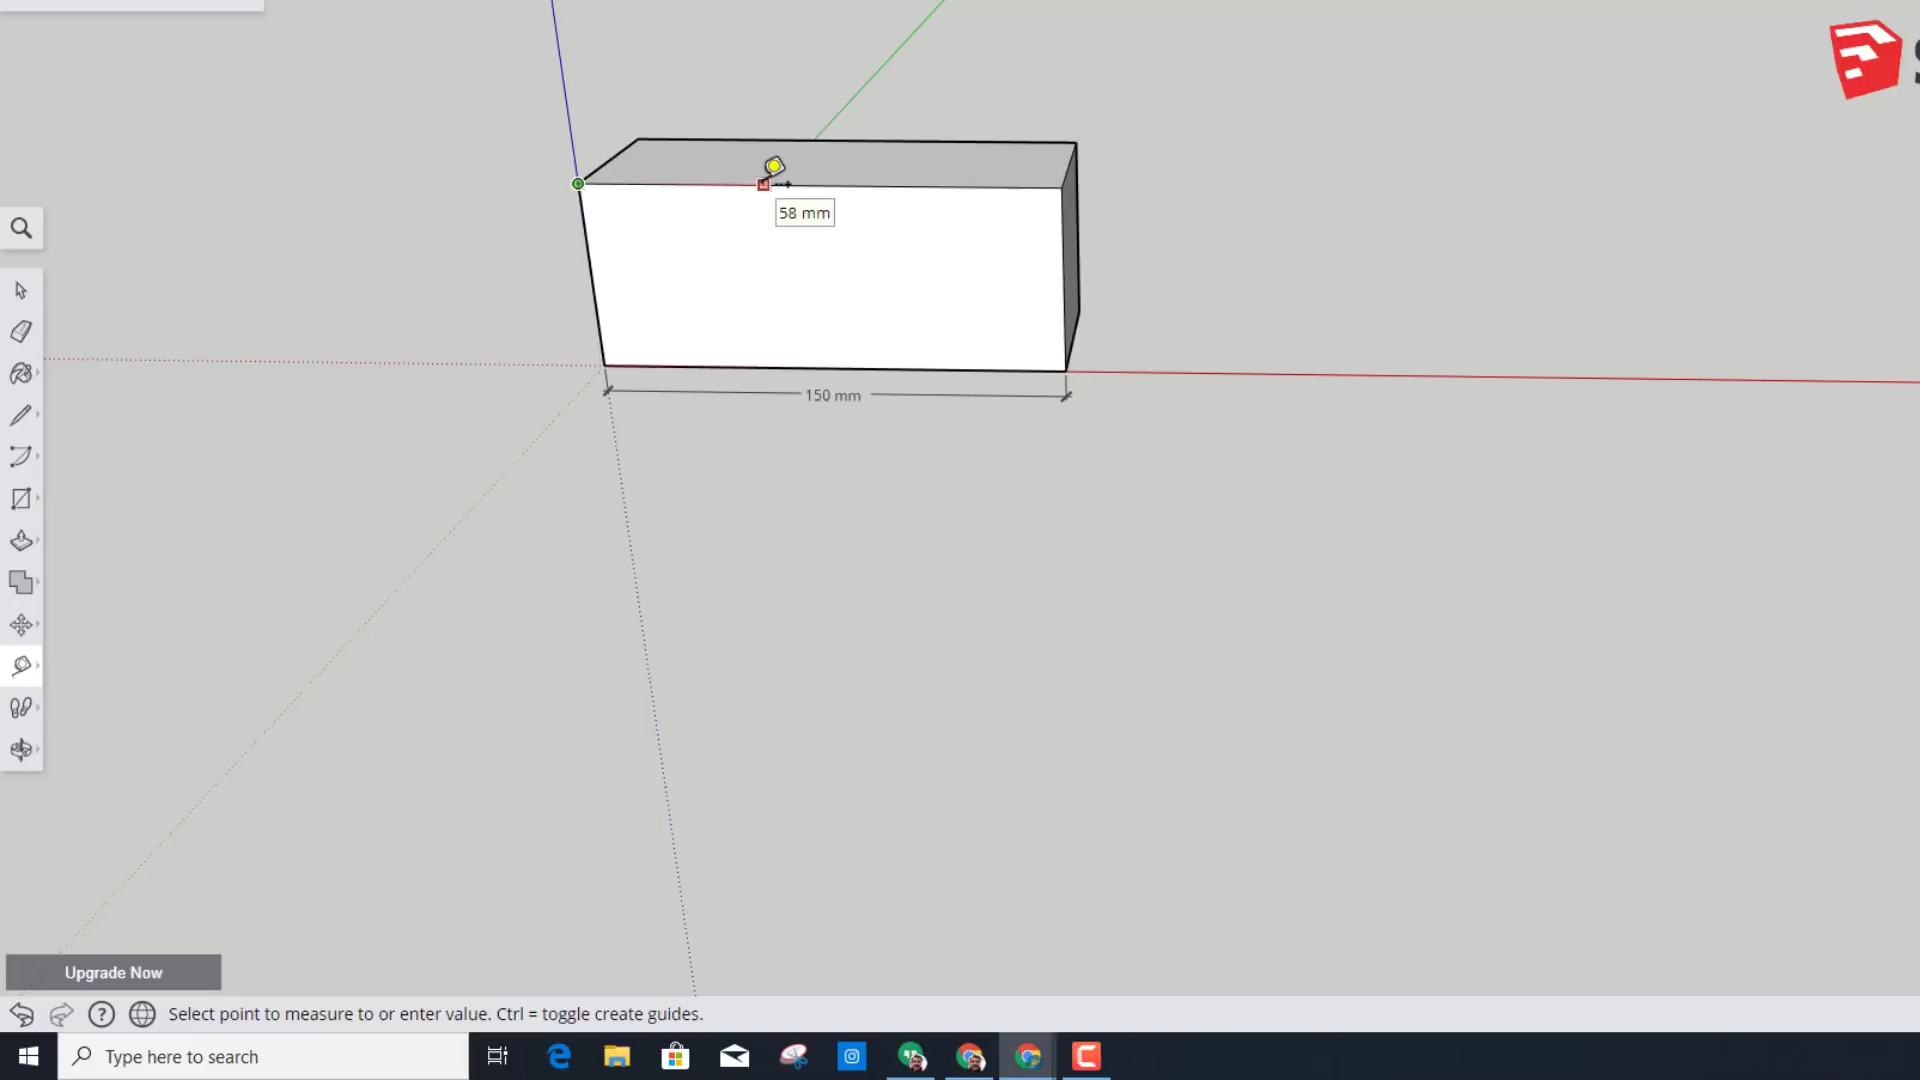 58 mm
150 mm
Upgrade Now
Select point to measure to or enter value. Ctrl = toggle create guides.
Type here to search